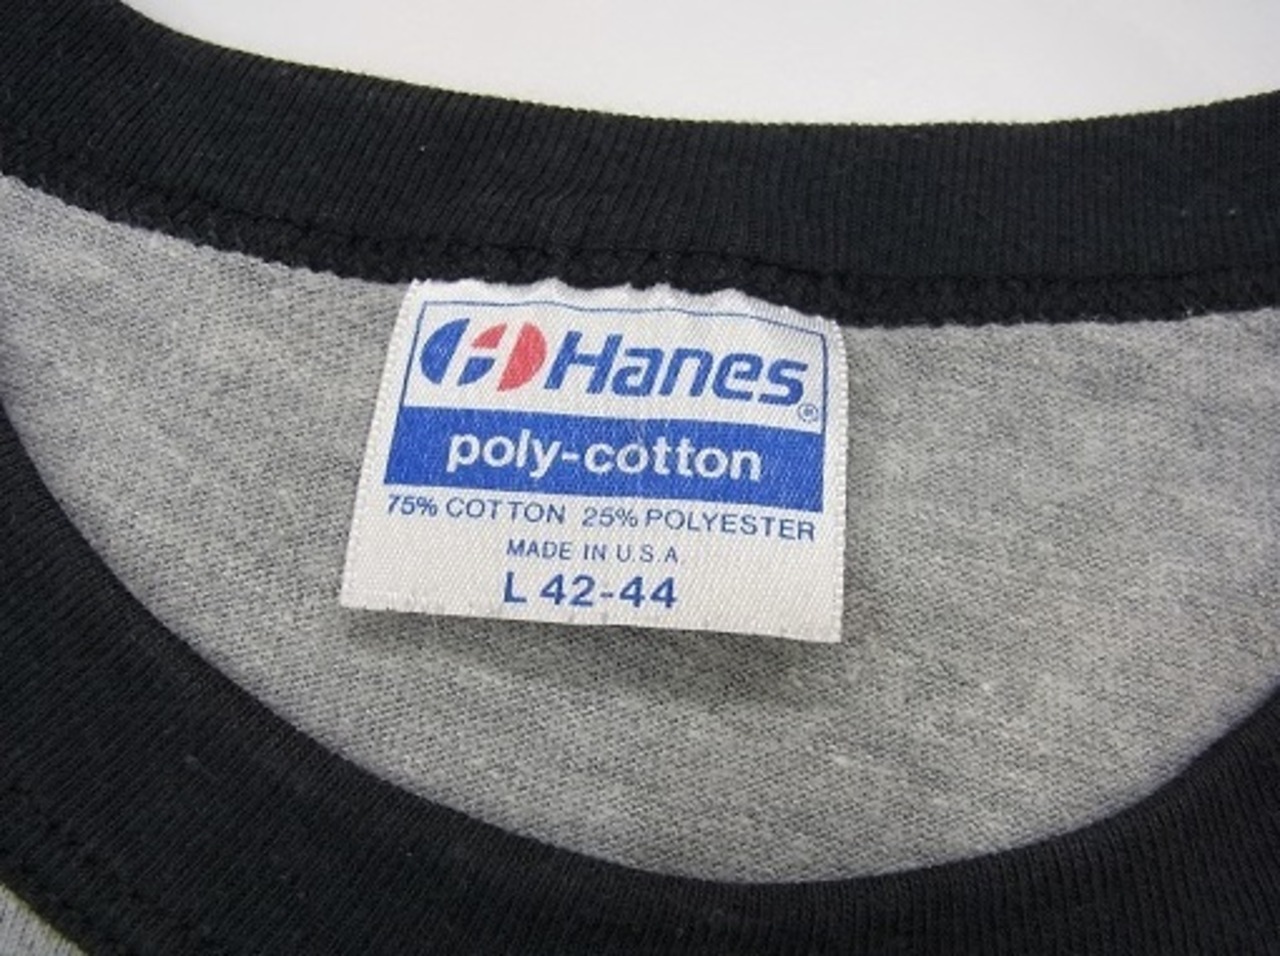 Hanes®
poly-cotton
75% COTTON 25% POLYESTER
MADE IN U.S.A
L 42-44